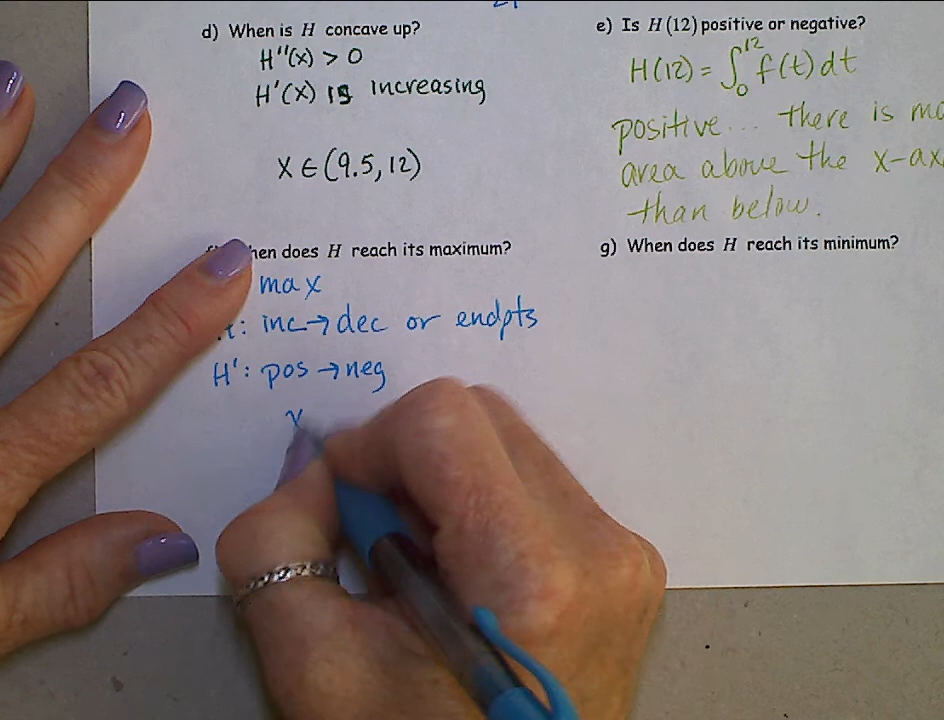 d) When is H concave up?
H''(x) > 0
H'(x) is increasing
x ∈ (9.5, 12)
e) Is H(12) positive or negative?
H(12) = ∫₀¹² f(t) dt
positive... there is
area above the x-ax
than below.
does H reach its maximum?
max
: inc → dec or endpts
H': pos → neg
x
g) When does H reach its minimum?